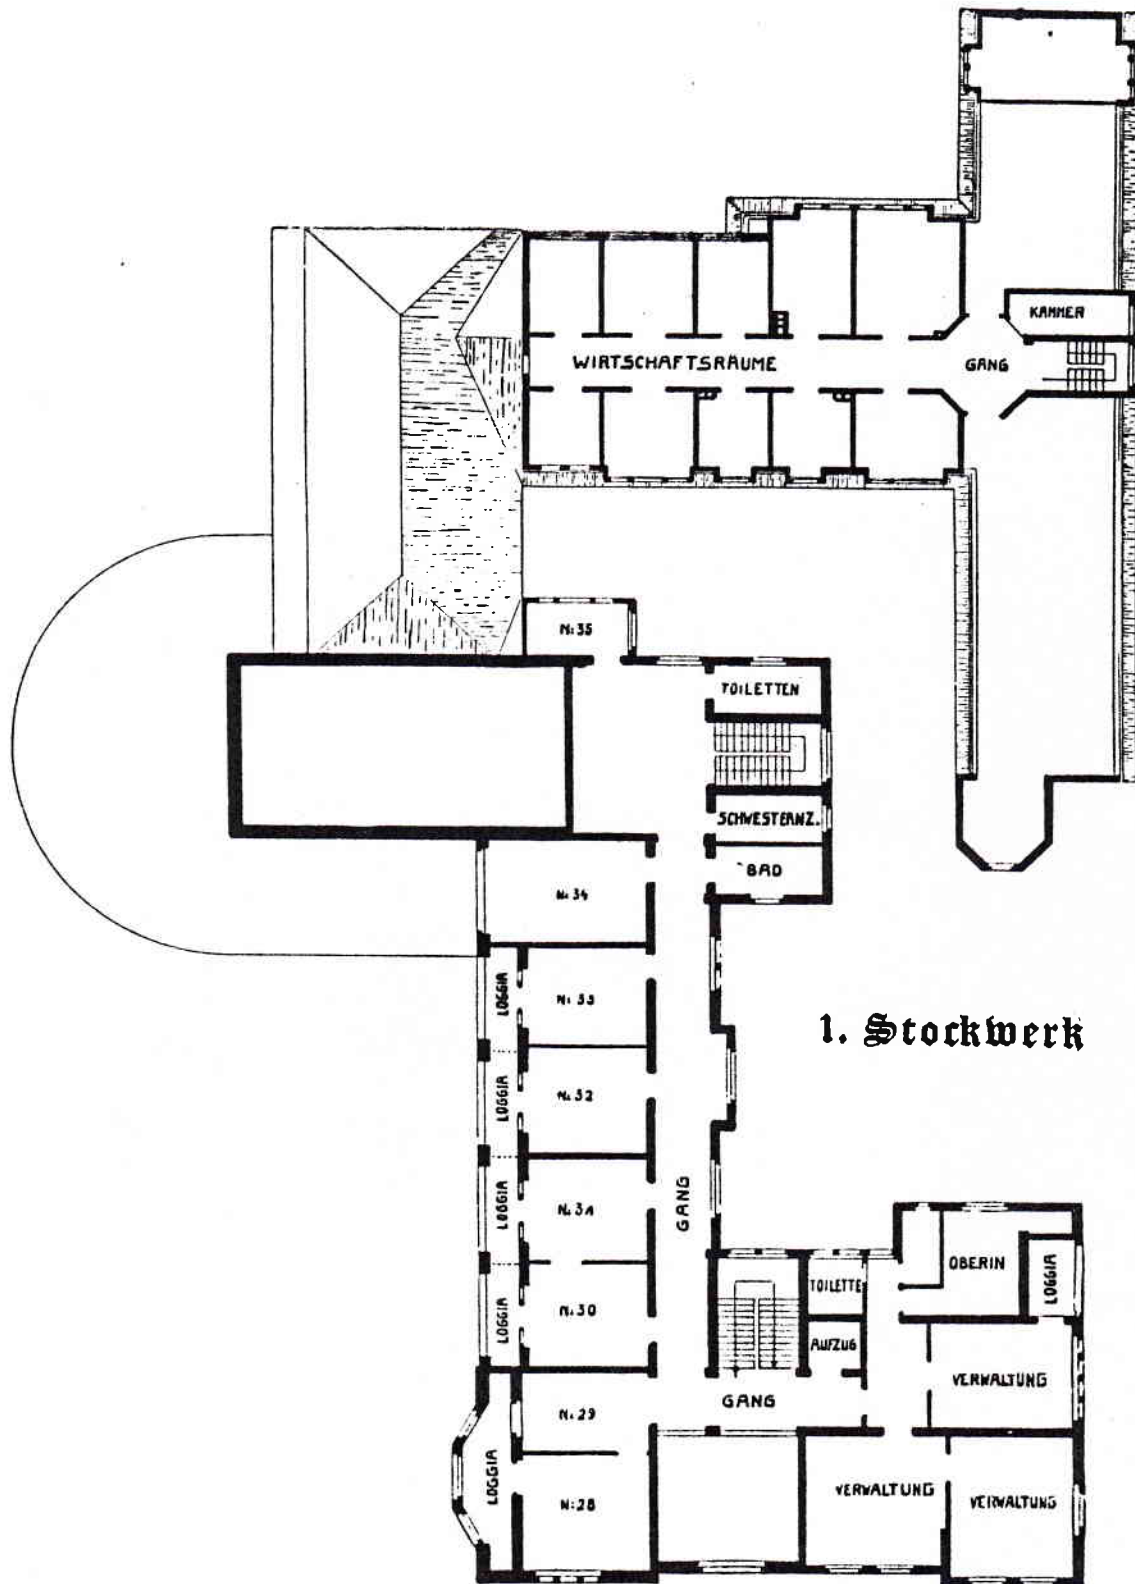 KAMMER
WIRTSCHAFTSRÄUME
GANG
N:35
TOILETTEN
SCHWESTERNZ.
BAD
N:34
LOGGIA
N:33
1. Stockwerk
LOGGIA
N:32
LOGGIA
N:31
GANG
OBERIN
LOGGIA
TOILETTE
LOGGIA
N:30
AUFZUG
VERWALTUNG
GANG
N:29
LOGGIA
VERWALTUNG
VERWALTUNG
N:28